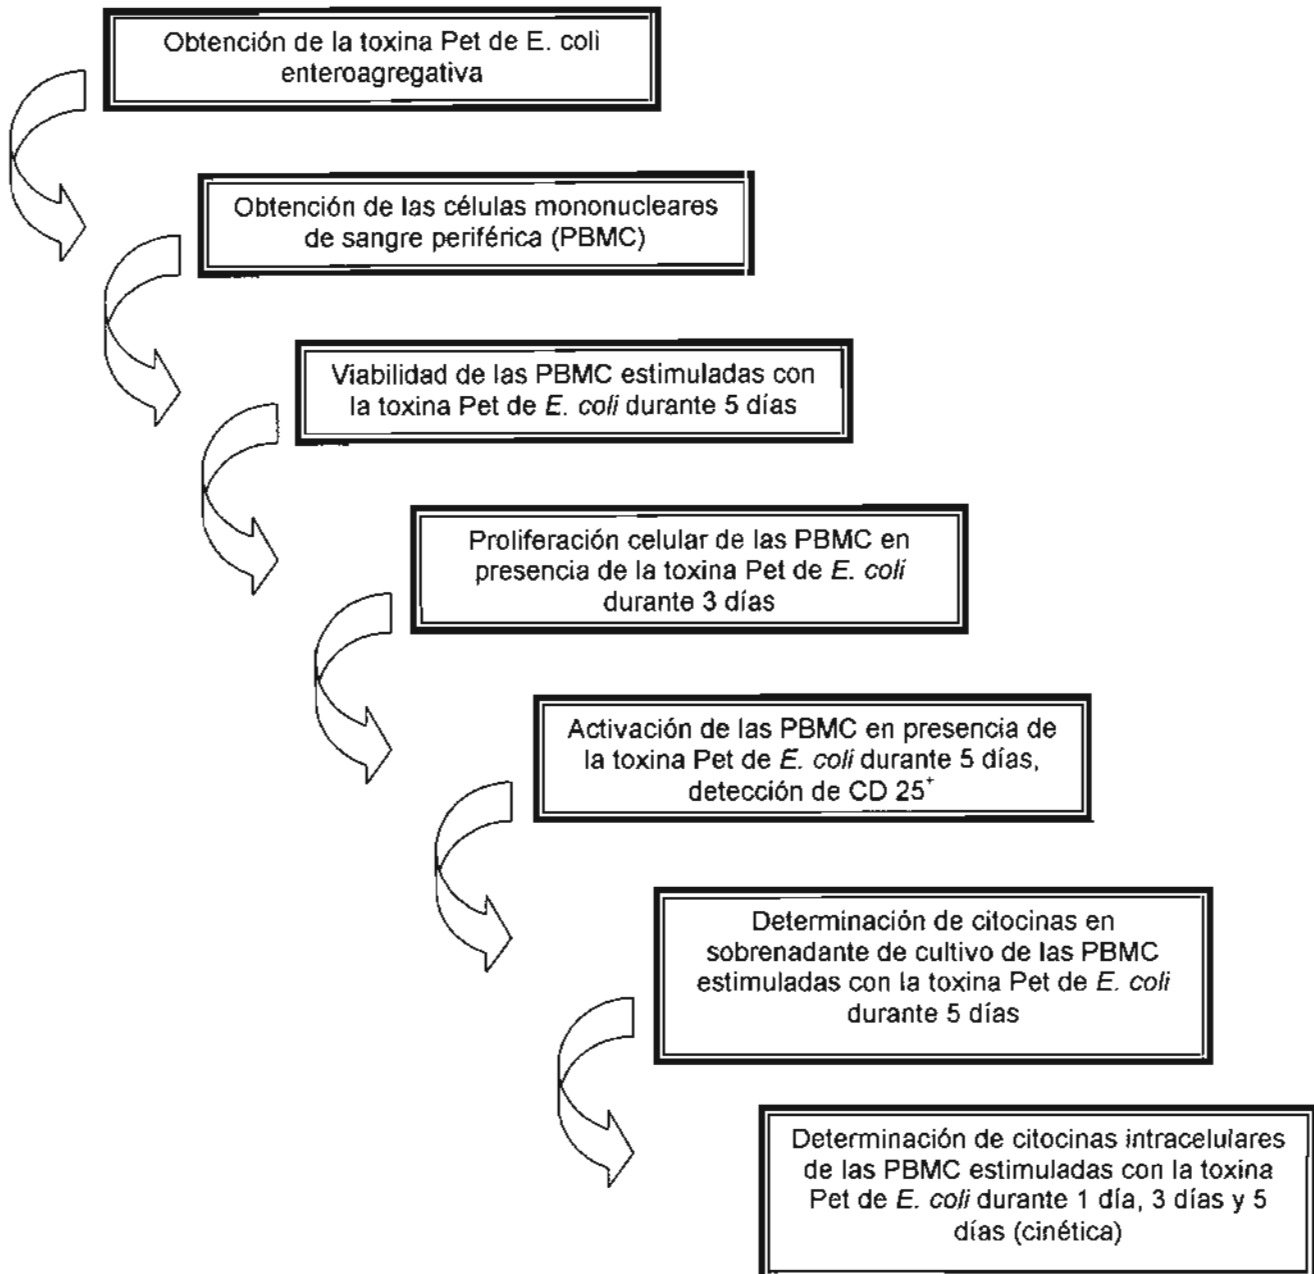 Obtención de la toxina Pet de E. coli
enteroagregativa
Obtención de las células mononucleares
de sangre periférica (PBMC)
Viabilidad de las PBMC estimuladas con
la toxina Pet de E. coli durante 5 días
Proliferación celular de las PBMC en
presencia de la toxina Pet de E. coli
durante 3 días
Activación de las PBMC en presencia de
la toxina Pet de E. coli durante 5 días,
detección de CD 25⁺
Determinación de citocinas en
sobrenadante de cultivo de las PBMC
estimuladas con la toxina Pet de E. coli
durante 5 días
Determinación de citocinas intracelulares
de las PBMC estimuladas con la toxina
Pet de E. coli durante 1 día, 3 días y 5
días (cinética)